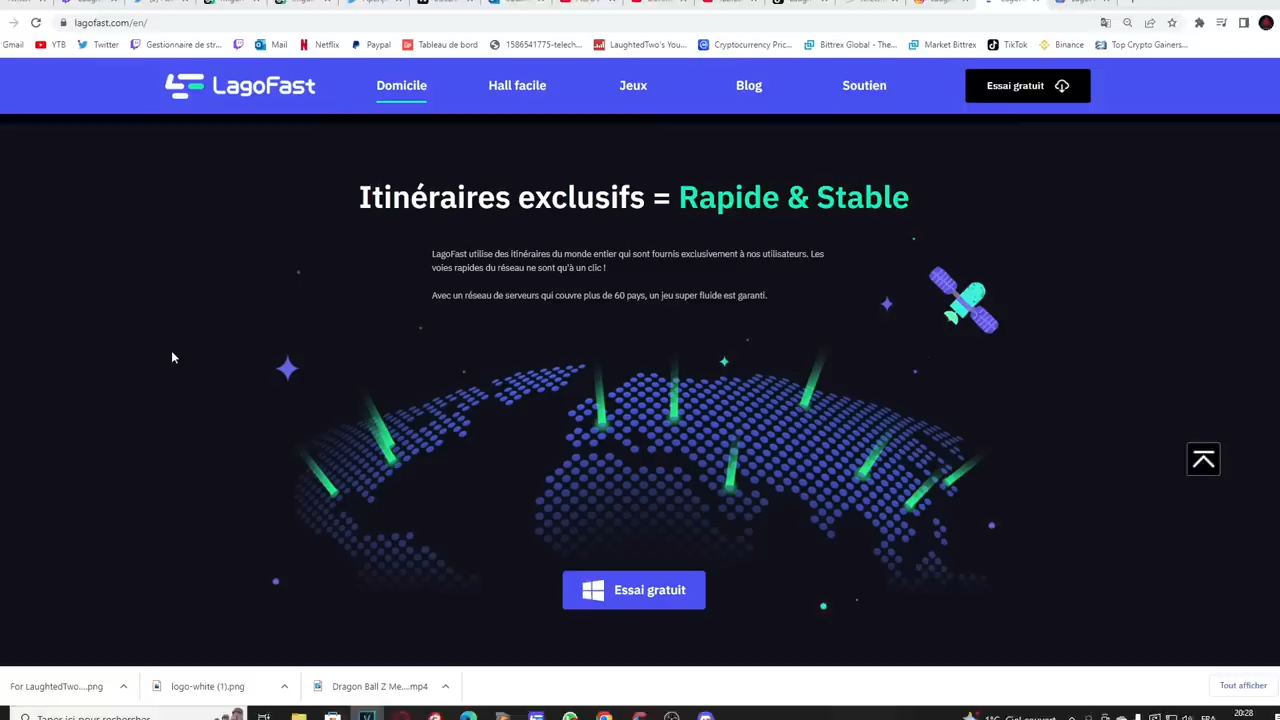 lagofast.com/en/
Gmail YTB Twitter Gestionnaire de str... Mail Netflix Paypal Tableau de bord 1586541775-telech... LaughtedTwo's You... Cryptocurrency Pric... Bittrex Global - The... Market Bittrex TikTok Binance Top Crypto Gainers...
LagoFast Domicile Hall facile Jeux Blog Soutien Essai gratuit
Itinéraires exclusifs = Rapide & Stable
LagoFast utilise des itinéraires du monde entier qui sont fournis exclusivement à nos utilisateurs. Les
voies rapides du réseau ne sont qu'à un clic !
Avec un réseau de serveurs qui couvre plus de 60 pays, un jeu super fluide est garanti.
Essai gratuit
For LaughtedTwo....png logo-white (1).png Dragon Ball Z Me....mp4 Tout afficher
Taper ici pour rechercher 20:28